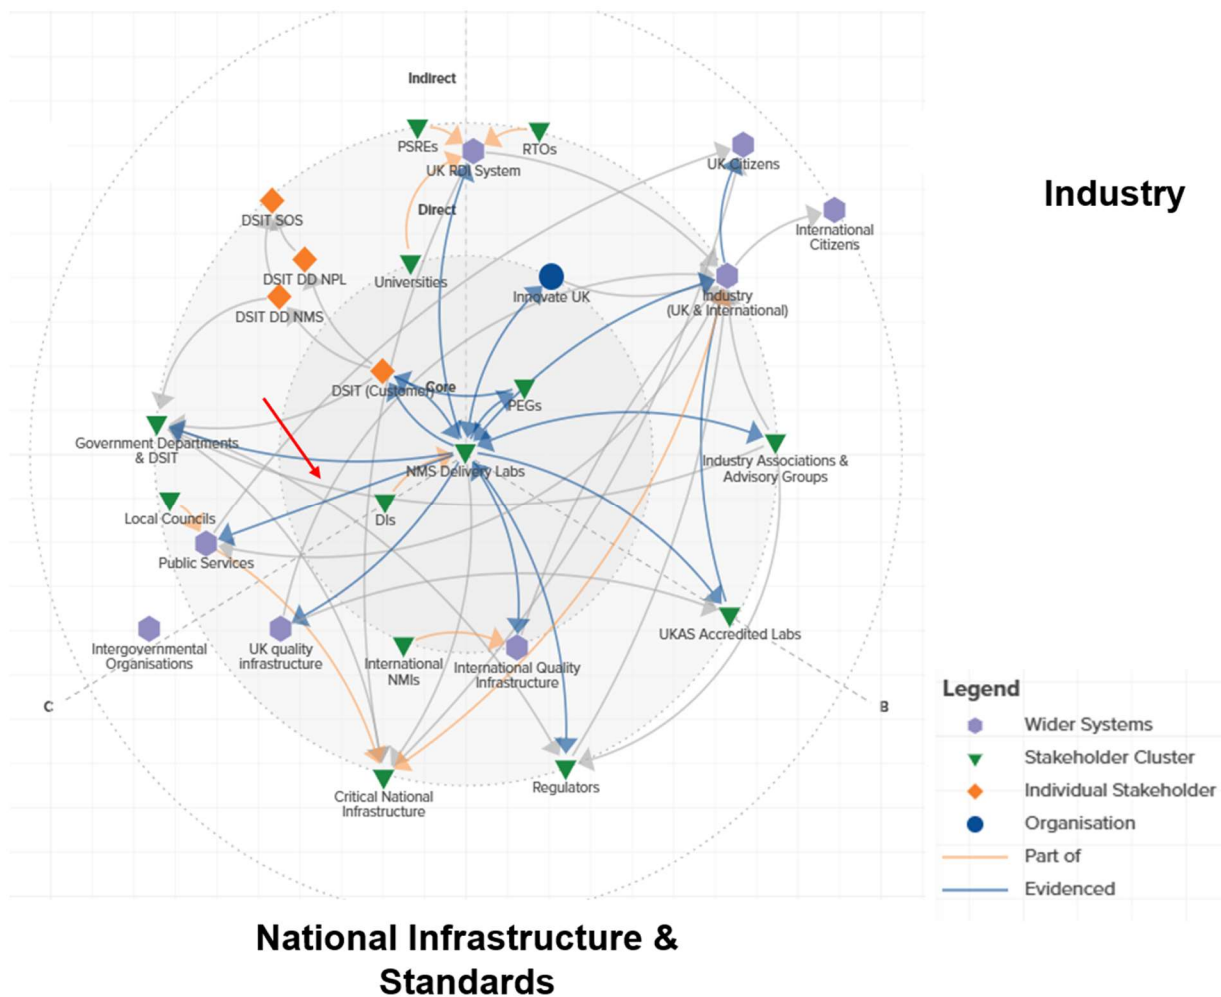 Indirect
PSREs
RTOs
UK RDI System
UK Citizens
Industry
DSIT SOS
Direct
International
Citizens
DSIT DD NPL
Universities
Innovate UK
Industry
(UK & International)
DSIT DD NMS
DSIT (Customer)
Core
PEGs
Government Departments
& DSIT
NMS Delivery Labs
Industry Associations &
Advisory Groups
Local Councils
DIs
Public Services
UKAS Accredited Labs
Intergovernmental
Organisations
UK quality
infrastructure
International
NMIs
International Quality
Infrastructure
C
B
Critical National
Infrastructure
Regulators
Legend
Wider Systems
Stakeholder Cluster
Individual Stakeholder
Organisation
Part of
Evidenced
National Infrastructure &
Standards